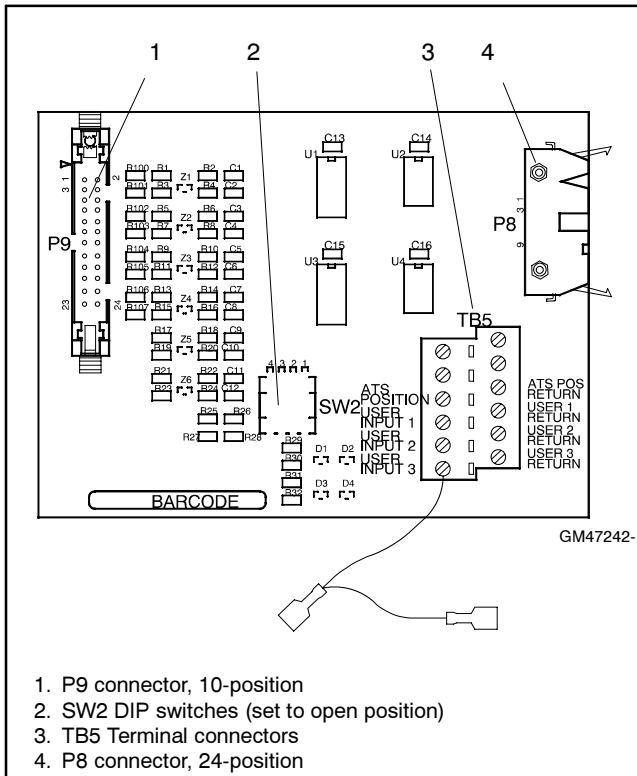 1 2 3 4
C13 C14
R100 R1 R2 C1
Z1 U1 U2
1 2 R101 R3 R4 C2
3
R102 R5 R6 C3
Z2
R103 R7 R8 C4
P9 P8 1 3 9
R104 R9 R10 C5 C15 C16
Z3 U3 U4
R105 R11 R12 C6
R106 R13 R14 C7
Z4
23 24 R107 R15 R16 C8
TB5
R17 R18 C9
Z5
R19 R20 C10
4 3 2 1
R21 R22 C11
Z6
R23 R24 C12
SW2
R25 R26
R27 R28
ATS
POSITION
USER
INPUT 1
USER
INPUT 2
USER
INPUT 3
ATS POS
RETURN
USER 1
RETURN
USER 2
RETURN
USER 3
RETURN
R29
R30 D1 D2
R31
R32 D3 D4
BARCODE
GM47242-
1. P9 connector, 10-position
2. SW2 DIP switches (set to open position)
3. TB5 Terminal connectors
4. P8 connector, 24-position